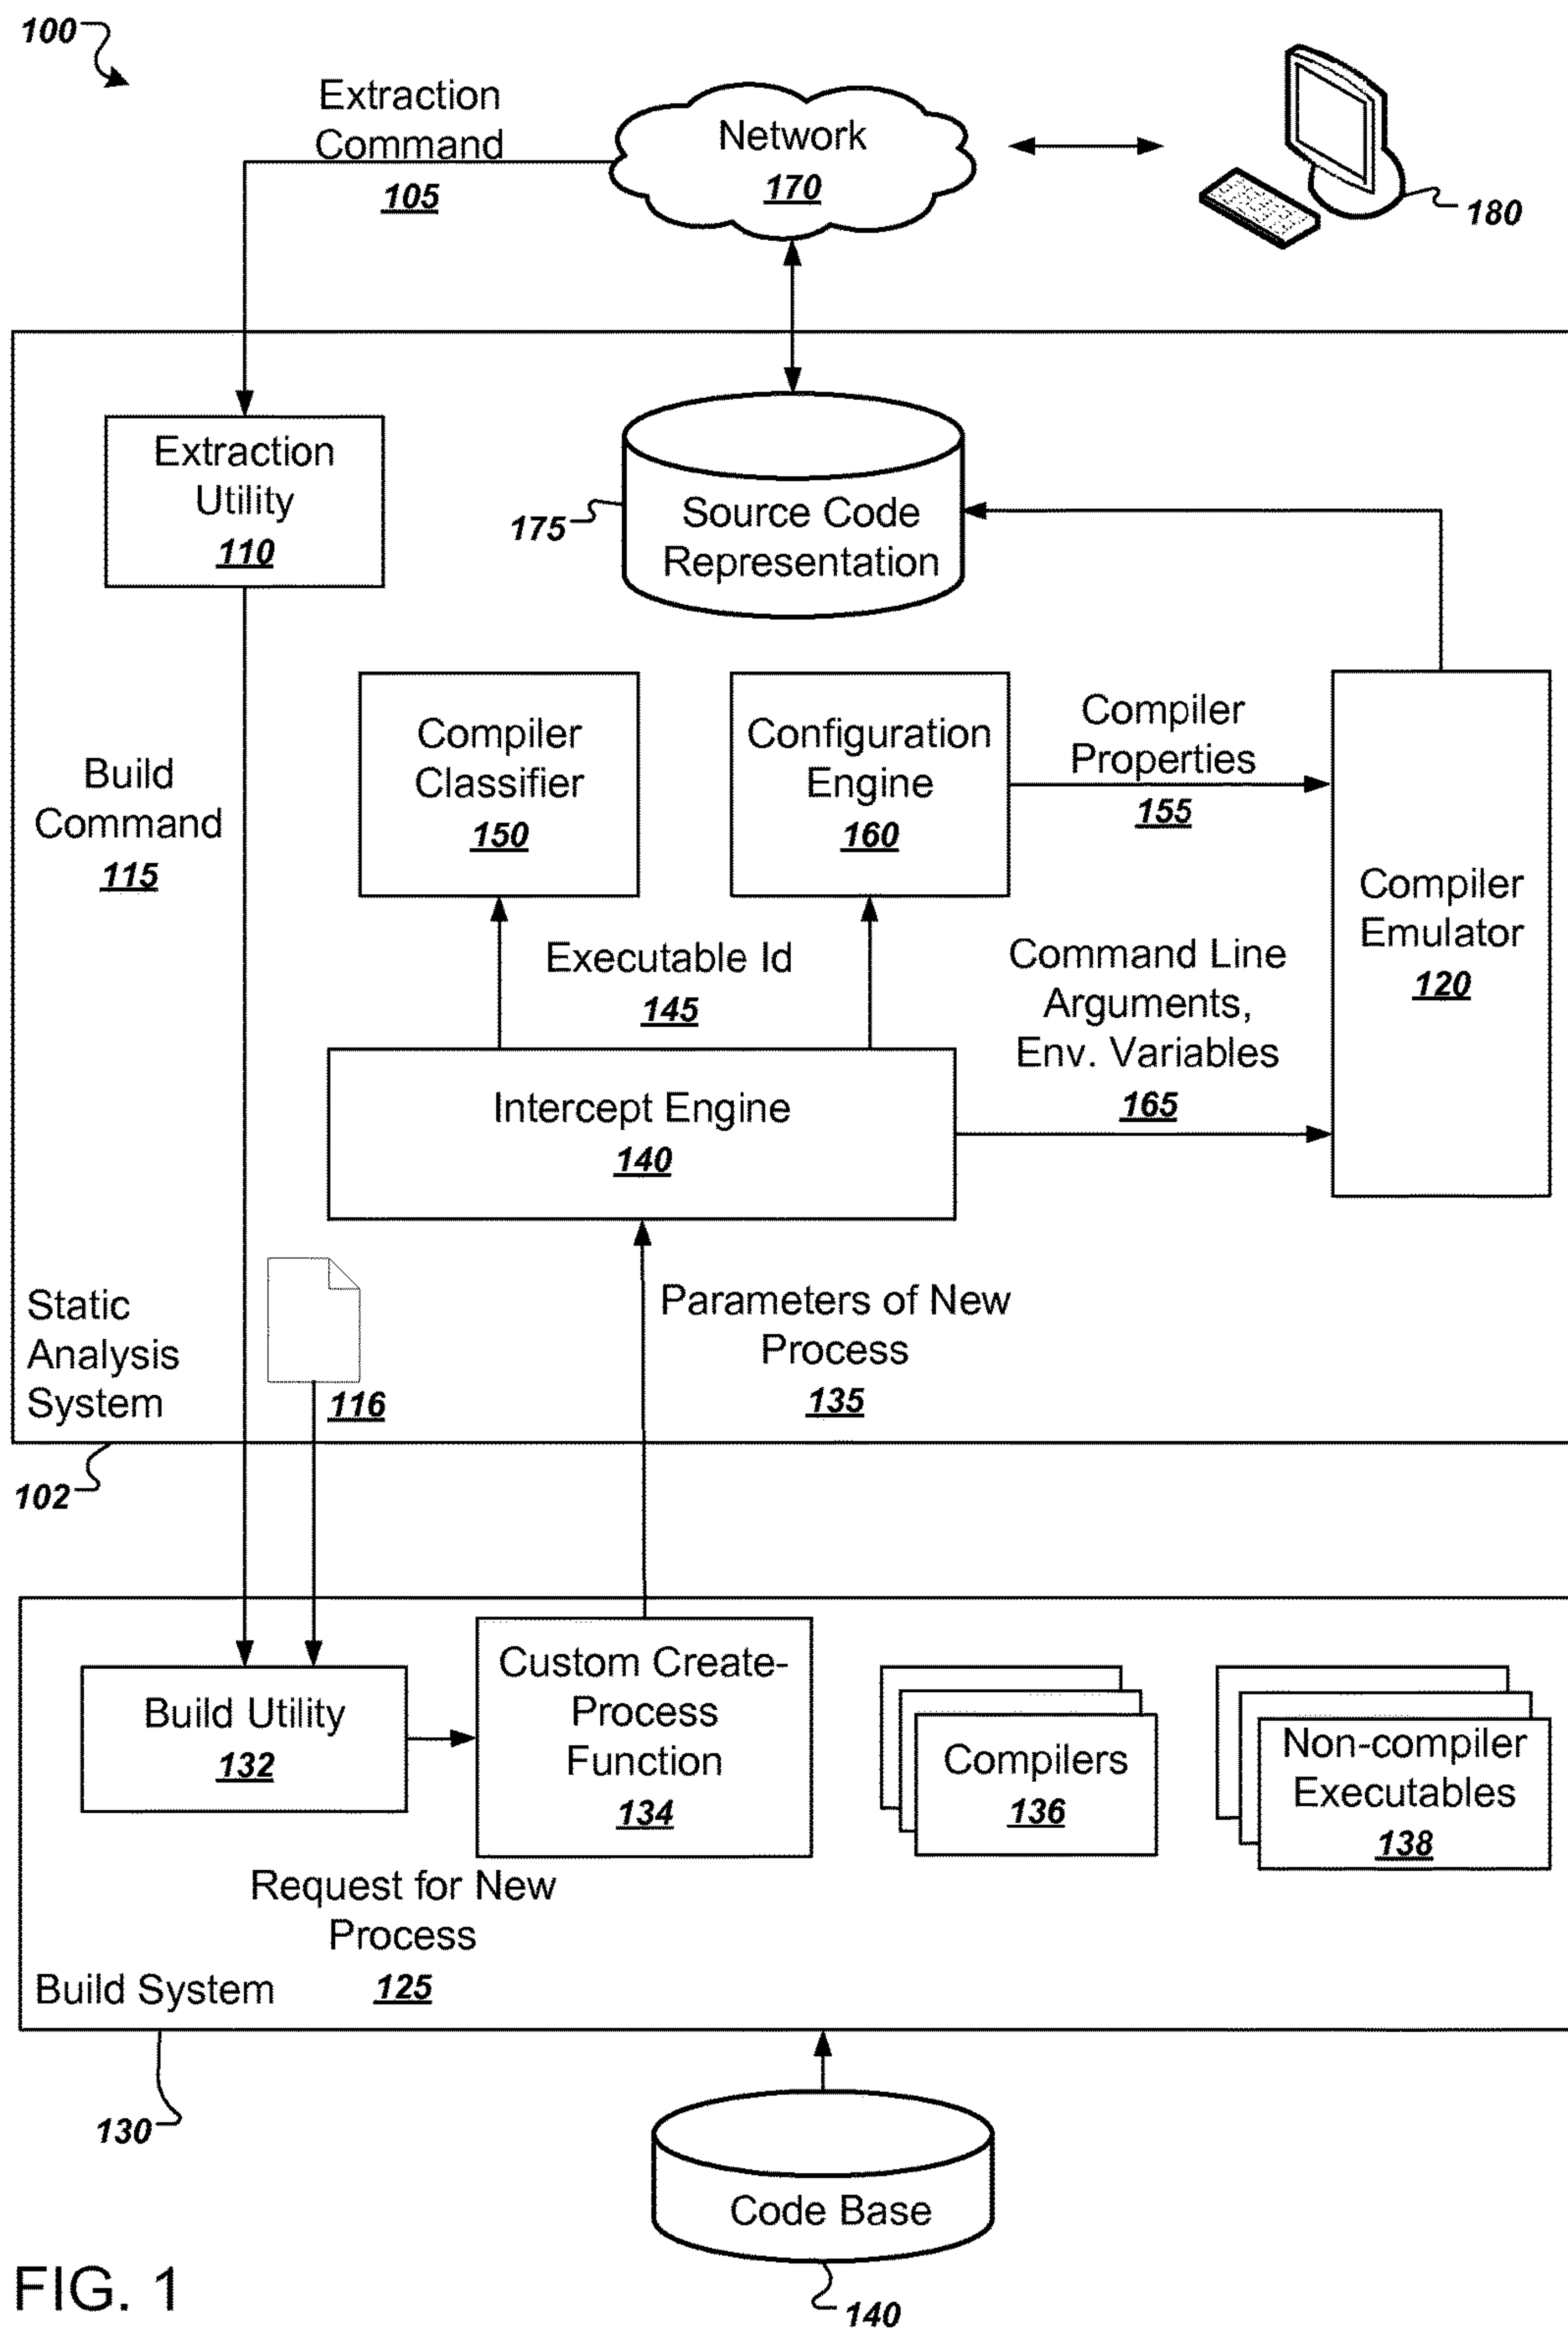 100
Extraction
Command
105
Network
170
180
Extraction
Utility
110
175
Source Code
Representation
Build
Command
115
Compiler
Classifier
150
Configuration
Engine
160
Compiler
Properties
155
Compiler
Emulator
120
Executable Id
145
Command Line
Arguments,
Env. Variables
165
Intercept Engine
140
Static
Analysis
System
116
Parameters of New
Process
135
102
Build Utility
132
Custom Create-
Process
Function
134
Compilers
136
Non-compiler
Executables
138
Request for New
Process
125
Build System
130
Code Base
140
FIG. 1